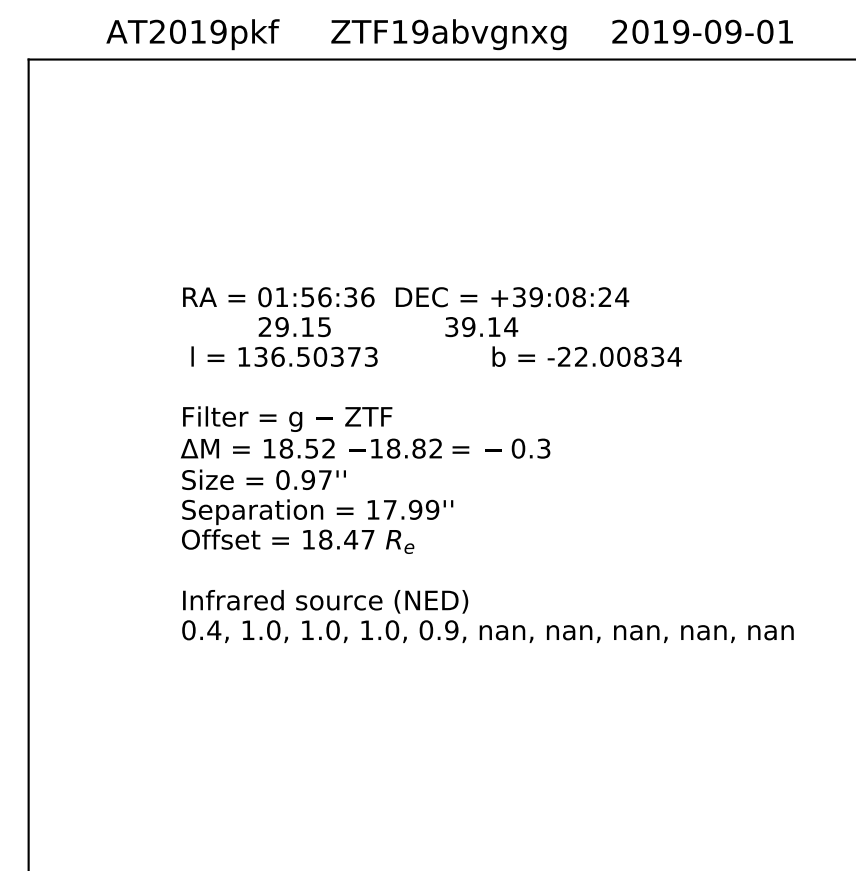 AT2019pkf ZTF19abvgnxg 2019-09-01
RA = 01:56:36 DEC = +39:08:24
29.15 39.14
l = 136.50373 b = -22.00834
Filter = g − ZTF
ΔM = 18.52 −18.82 = − 0.3
Size = 0.97''
Separation = 17.99''
Offset = 18.47 Re
Infrared source (NED)
0.4, 1.0, 1.0, 1.0, 0.9, nan, nan, nan, nan, nan